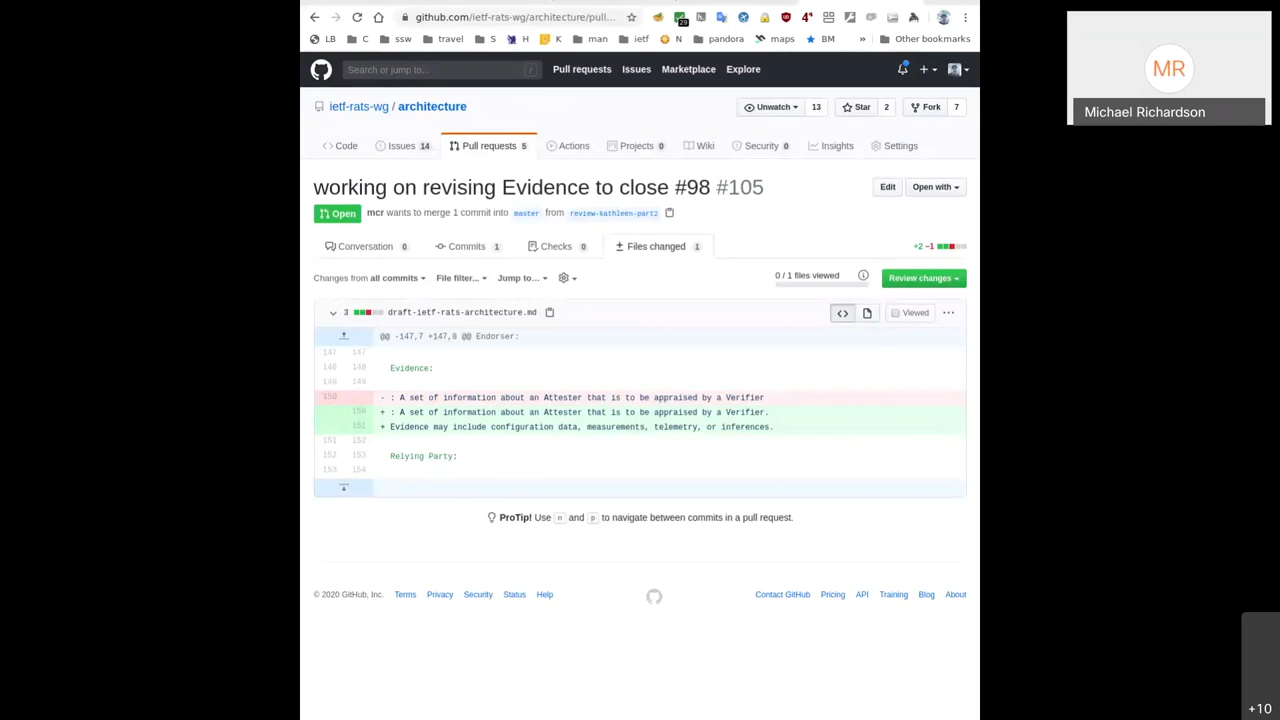 github.com/ietf-rats-wg/architecture/pull...
29
LB
C
ssw
travel
S
H
K
man
ietf
N
pandora
maps
BM
»
Other bookmarks
Search or jump to...
/
Pull requests
Issues
Marketplace
Explore
ietf-rats-wg / architecture
Unwatch
13
Star
2
Fork
7
Code
Issues 14
Pull requests 5
Actions
Projects 0
Wiki
Security 0
Insights
Settings
working on revising Evidence to close #98 #105
Edit
Open with
Open
mcr wants to merge 1 commit into master from review-kathleen-part2
Conversation 0
Commits 1
Checks 0
Files changed 1
+2 −1
Changes from all commits
File filter...
Jump to...
0 / 1 files viewed
Review changes
3 draft-ietf-rats-architecture.md
Viewed
@@ -147,7 +147,8 @@ Endorser:
147 147
148 148 Evidence:
149 149
150 - : A set of information about an Attester that is to be appraised by a Verifier
150 + : A set of information about an Attester that is to be appraised by a Verifier.
151 + Evidence may include configuration data, measurements, telemetry, or inferences.
151 152
152 153 Relying Party:
153 154
ProTip! Use n and p to navigate between commits in a pull request.
© 2020 GitHub, Inc.
Terms
Privacy
Security
Status
Help
Contact GitHub
Pricing
API
Training
Blog
About
MR
Michael Richardson
+10